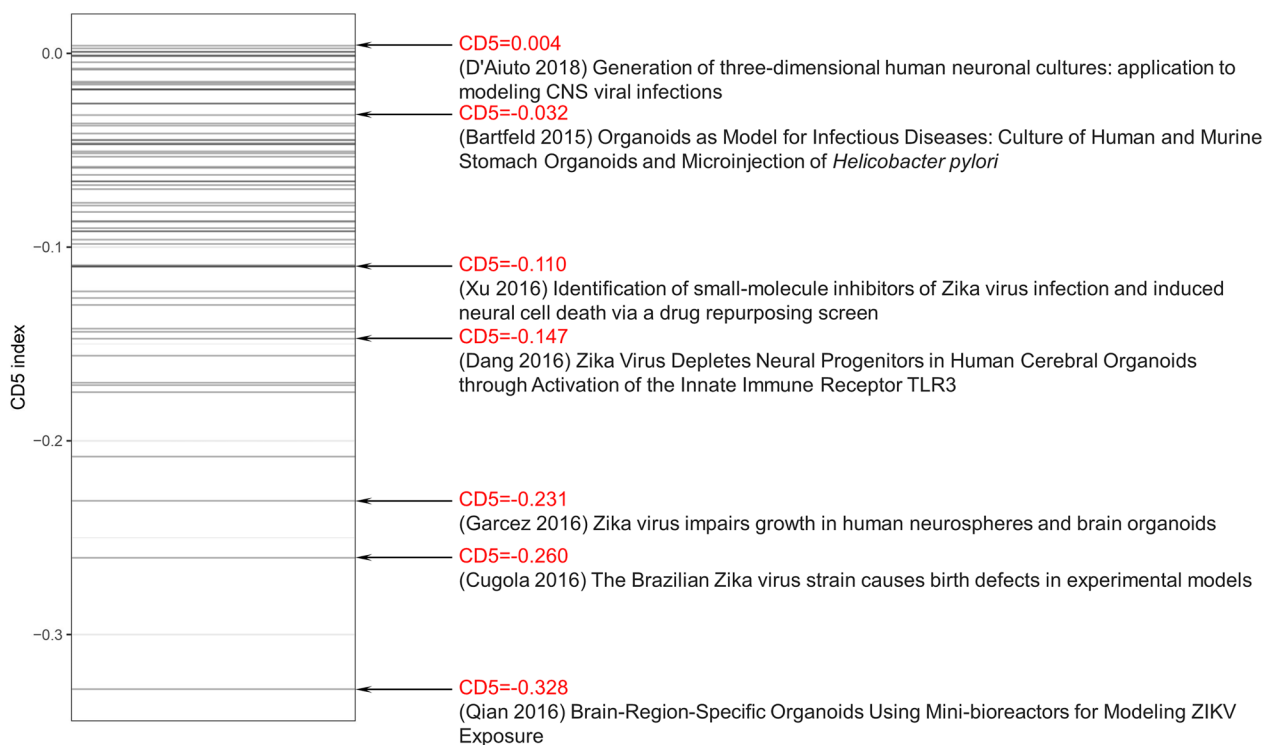 CD5 index
0.0
−0.1
−0.2
−0.3
CD5=0.004
(D'Aiuto 2018) Generation of three-dimensional human neuronal cultures: application to
modeling CNS viral infections
CD5=-0.032
(Bartfeld 2015) Organoids as Model for Infectious Diseases: Culture of Human and Murine
Stomach Organoids and Microinjection of Helicobacter pylori
CD5=-0.110
(Xu 2016) Identification of small-molecule inhibitors of Zika virus infection and induced
neural cell death via a drug repurposing screen
CD5=-0.147
(Dang 2016) Zika Virus Depletes Neural Progenitors in Human Cerebral Organoids
through Activation of the Innate Immune Receptor TLR3
CD5=-0.231
(Garcez 2016) Zika virus impairs growth in human neurospheres and brain organoids
CD5=-0.260
(Cugola 2016) The Brazilian Zika virus strain causes birth defects in experimental models
CD5=-0.328
(Qian 2016) Brain-Region-Specific Organoids Using Mini-bioreactors for Modeling ZIKV
Exposure